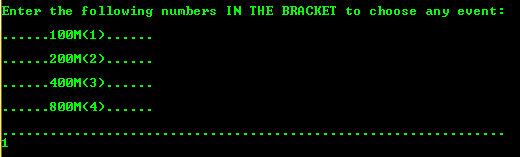 Enter the following numbers IN THE BRACKET to choose any event:
......100M(1)......
......200M(2)......
......400M(3)......
......800M(4)......
...............................................................
1